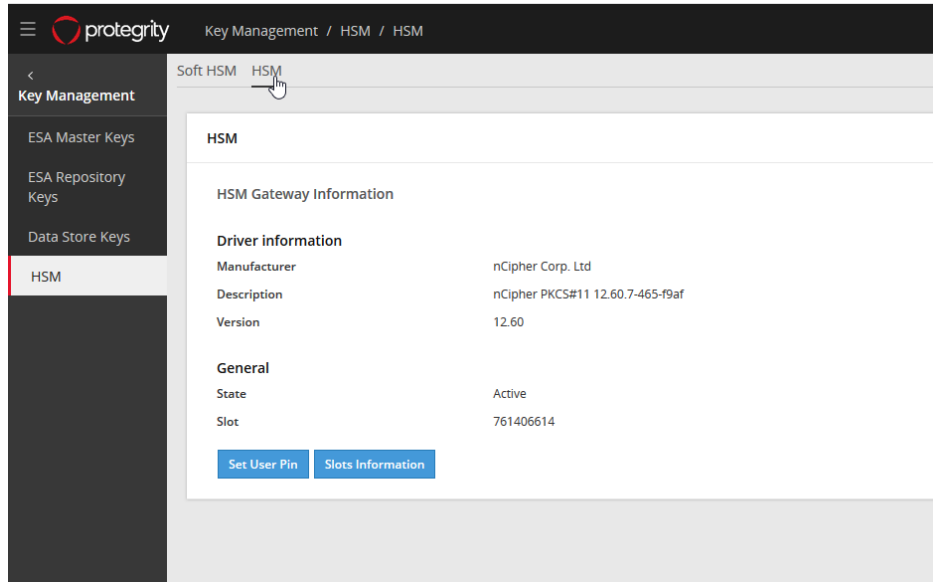 protegrity
Key Management / HSM / HSM
Key Management
ESA Master Keys
ESA Repository
Keys
Data Store Keys
HSM
Soft HSM HSM
HSM
HSM Gateway Information
Driver information
Manufacturer nCipher Corp. Ltd
Description nCipher PKCS#11 12.60.7-465-f9af
Version 12.60
General
State Active
Slot 761406614
Set User Pin Slots Information